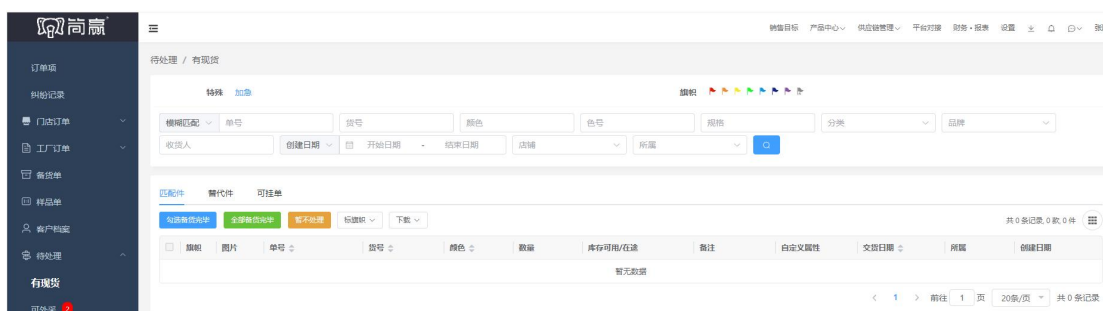 简赢
销售目标 产品中心 供应链管理 平台对接 财务·报表 设置
订单项
纠纷记录
门店订单
工厂订单
备货单
样品单
客户档案
待处理
有现货
可处采 2
待处理 / 有现货
特殊 加急 旗帜
模糊匹配 单号 货号 颜色 色号 规格 分类 品牌
收货人 创建日期 开始日期 - 结束日期 店铺 所属
匹配件 替代件 可挂单
勾选备货完毕 全部备货完毕 暂不处理 标旗帜 下载 共 0 条记录, 0 款, 0 件
旗帜 图片 单号 货号 颜色 数量 库存可用/在途 备注 自定义属性 交货日期 所属 创建日期
暂无数据
1 前往 1 页 20条/页 共 0 条记录